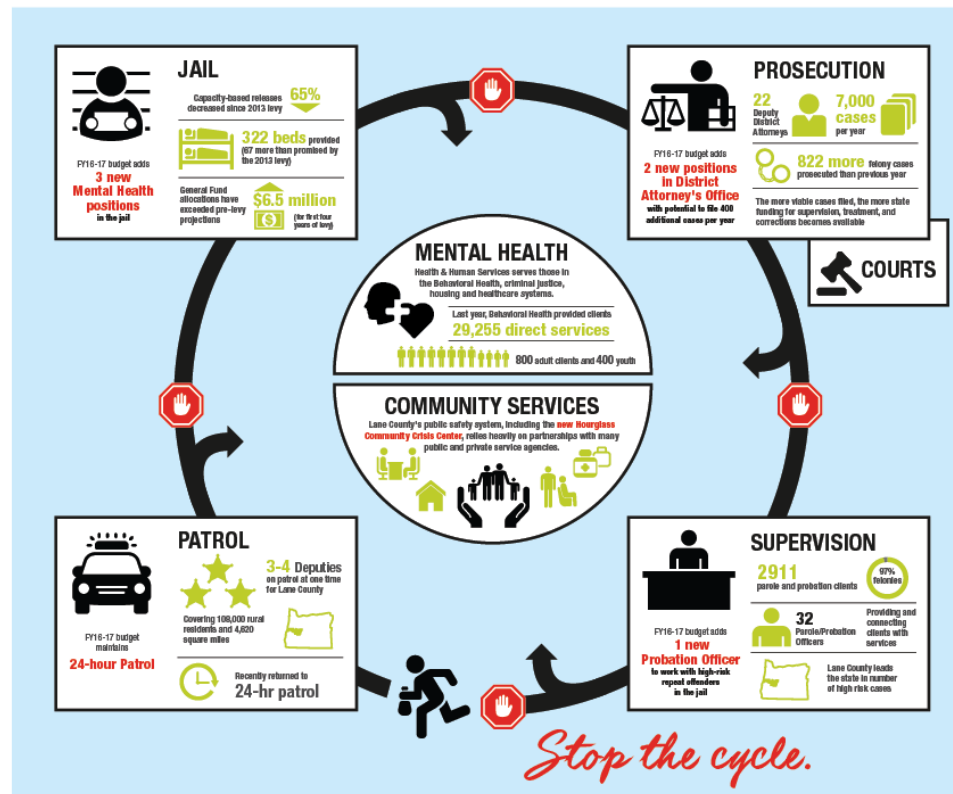 JAIL
Capacity-based releases
decreased since 2013 levy
65%
322 beds provided
(67 more than promised by
the 2013 levy)
FY16-17 budget adds
3 new
Mental Health
positions
in the jail
General Fund
allocations have
exceeded pre-levy
projections
$6.5 million
(for first four
years of levy)
$
PROSECUTION
22
Deputy
District
Attorneys
7,000
cases
per year
FY16-17 budget adds
2 new positions
in District
Attorney's Office
with potential to file 400
additional cases per year
822 more felony cases
prosecuted than previous year
The more viable cases filed, the more state
funding for supervision, treatment, and
corrections becomes available
COURTS
MENTAL HEALTH
Health & Human Services serves those in
the Behavioral Health, criminal justice,
housing and healthcare systems.
Last year, Behavioral Health provided clients
29,255 direct services
800 adult clients and 400 youth
COMMUNITY SERVICES
Lane County's public safety system, including the new Hourglass
Community Crisis Center, relies heavily on partnerships with many
public and private service agencies.
PATROL
3-4 Deputies
on patrol at one time
for Lane County
Covering 108,000 rural
residents and 4,620
square miles
FY16-17 budget
maintains
24-hour Patrol
Recently returned to
24-hr patrol
SUPERVISION
2911
parole and probation clients
97%
felonies
32
Parole/Probation
Officers
Providing and
connecting
clients with
services
FY16-17 budget adds
1 new
Probation Officer
to work with high-risk
repeat offenders
in the jail
Lane County leads
the state in number
of high risk cases
Stop the cycle.